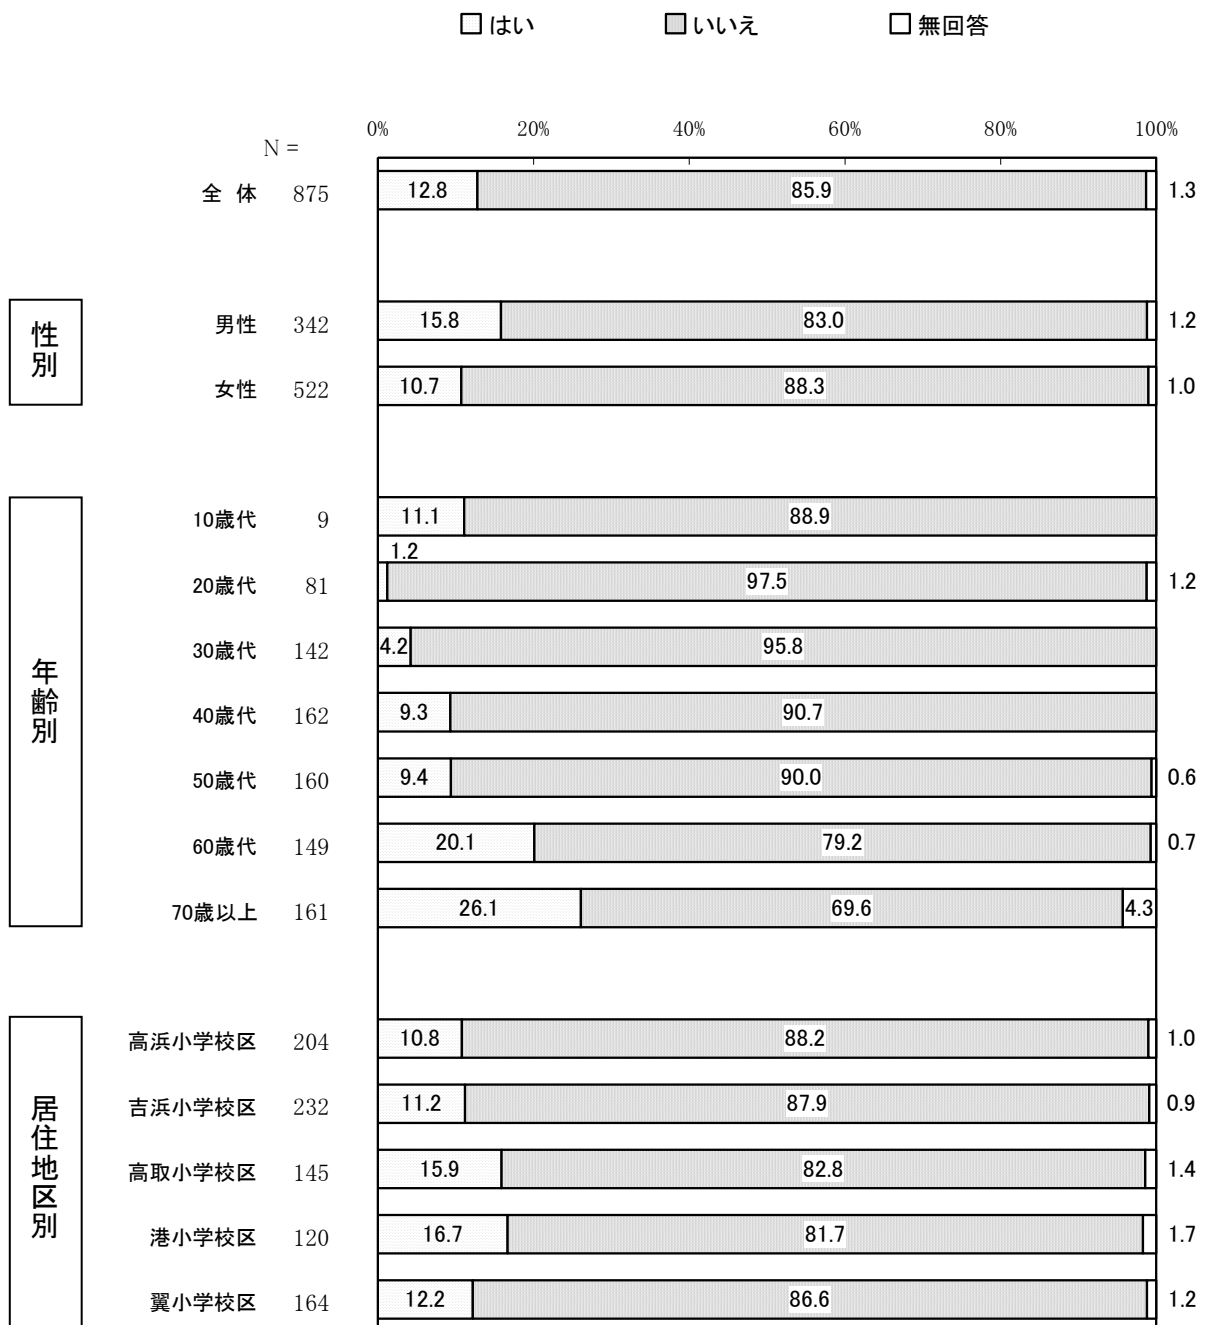 はい いいえ 無回答
0% 20% 40% 60% 80% 100%
N =
全 体 875 12.8 85.9 1.3
性別
男性 342 15.8 83.0 1.2
女性 522 10.7 88.3 1.0
年齢別
10歳代 9 11.1 88.9
20歳代 81 1.2 97.5 1.2
30歳代 142 4.2 95.8
40歳代 162 9.3 90.7
50歳代 160 9.4 90.0 0.6
60歳代 149 20.1 79.2 0.7
70歳以上 161 26.1 69.6 4.3
居住地区別
高浜小学校区 204 10.8 88.2 1.0
吉浜小学校区 232 11.2 87.9 0.9
高取小学校区 145 15.9 82.8 1.4
港小学校区 120 16.7 81.7 1.7
翼小学校区 164 12.2 86.6 1.2